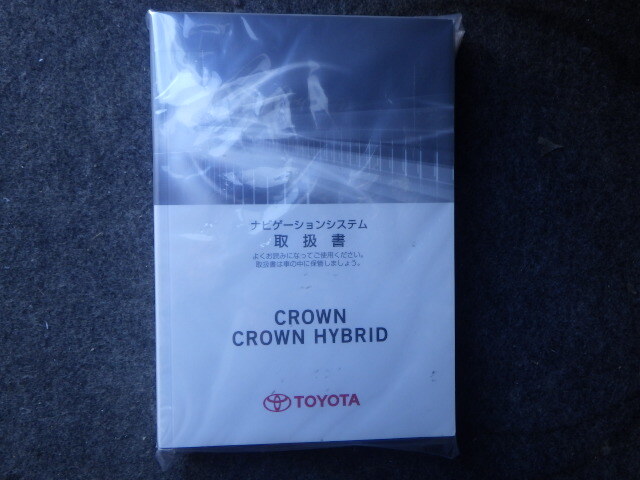 ナビゲーションシステム
取扱書
よくお読みになってご使用ください。
取扱書は車の中に保管しましょう。
CROWN
CROWN HYBRID
TOYOTA